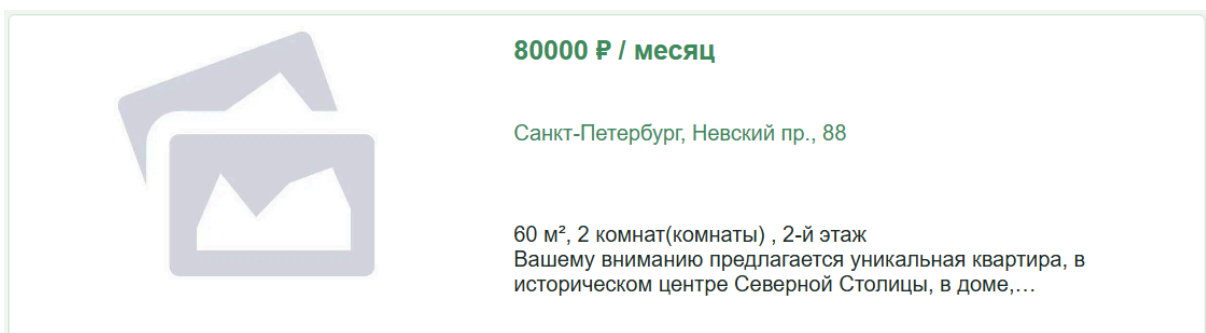 80000 ₽ / месяц
Санкт-Петербург, Невский пр., 88
60 м², 2 комнат(комнаты) , 2-й этаж
Вашему вниманию предлагается уникальная квартира, в
историческом центре Северной Столицы, в доме,…